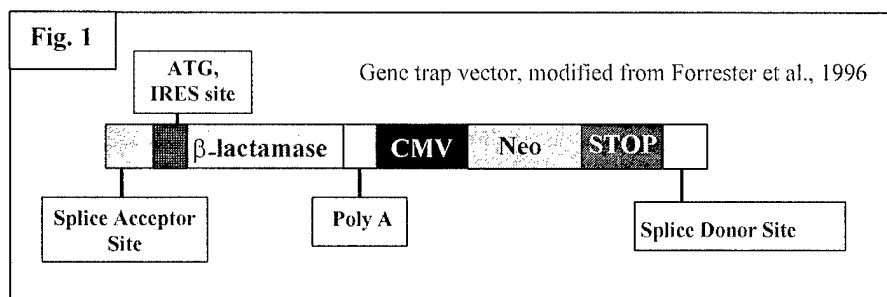 Fig. 1
ATG,
IRES site
Gene trap vector, modified from Forrester et al., 1996
β-lactamase
CMV
Neo
STOP
Splice Acceptor
Site
Poly A
Splice Donor Site